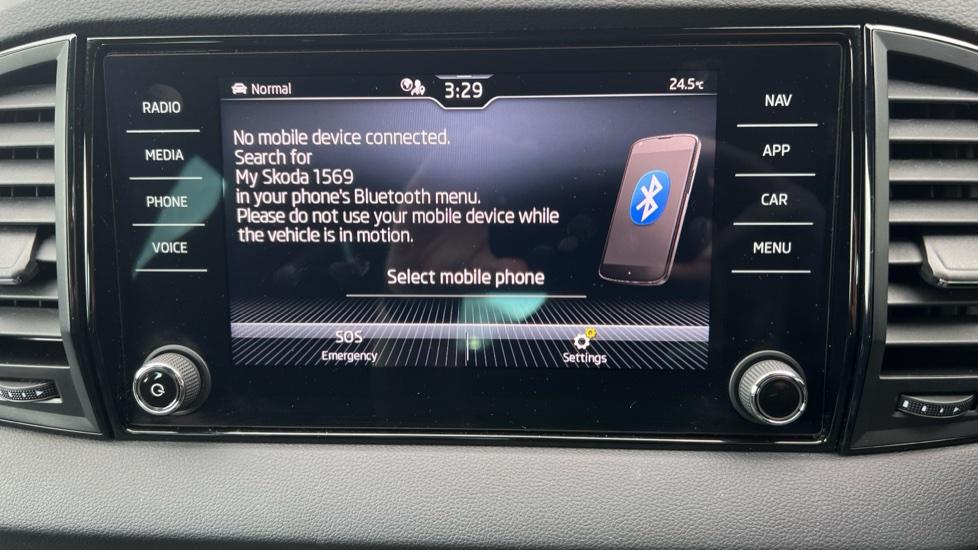 RADIO
MEDIA
PHONE
VOICE
Normal
3:29
24.5°C
No mobile device connected.
Search for
My Skoda 1569
in your phone's Bluetooth menu.
Please do not use your mobile device while
the vehicle is in motion.
Select mobile phone
SOS
Emergency
Settings
NAV
APP
CAR
MENU